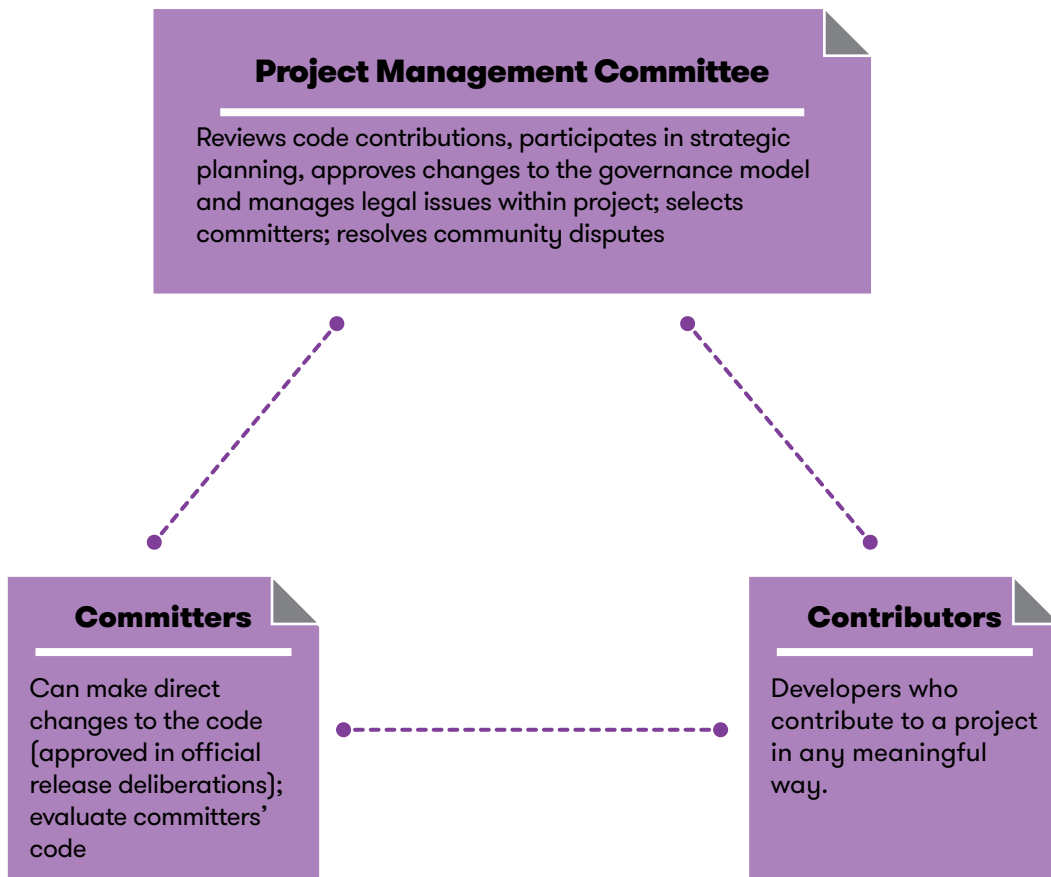 Project Management Committee
Reviews code contributions, participates in strategic
planning, approves changes to the governance model
and manages legal issues within project; selects
committers; resolves community disputes
Committers
Can make direct
changes to the code
(approved in official
release deliberations);
evaluate committers’
code
Contributors
Developers who
contribute to a project
in any meaningful
way.